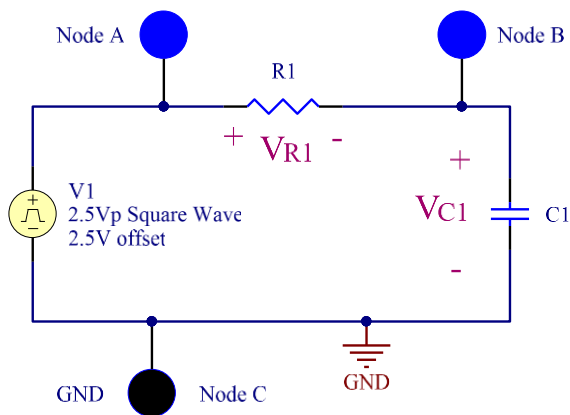 Node A
Node B
R1
+ VR1 -
+
V1
2.5Vp Square Wave
2.5V offset
+
-
VC1
C1
-
GND
Node C
GND